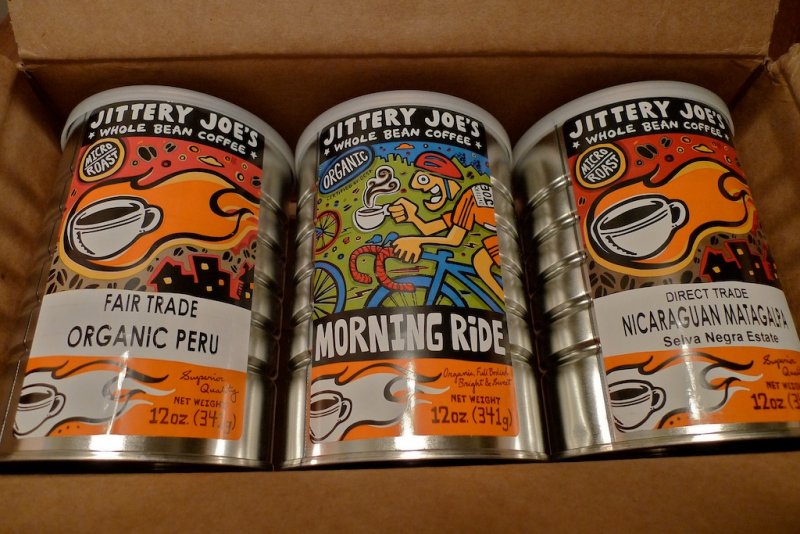 JITTERY JOE'S
★ WHOLE BEAN COFFEE ★
MICRO
ROAST
FAIR TRADE
ORGANIC PERU
Superior
Quality
NET WEIGHT
12oz. (341g)
JITTERY JOE'S
★ WHOLE BEAN COFFEE ★
ORGANIC
MORNING RiDE
Organic, Full Bodied,
Bright & Sweet
NET WEIGHT
12oz. (341g)
JITTERY JOE'S
★ WHOLE BEAN COFFEE ★
MICRO
ROAST
DIRECT TRADE
NICARAGUAN MATAGALPA
Selva Negra Estate
Superior
Quality
NET WEIGHT
12oz. (3